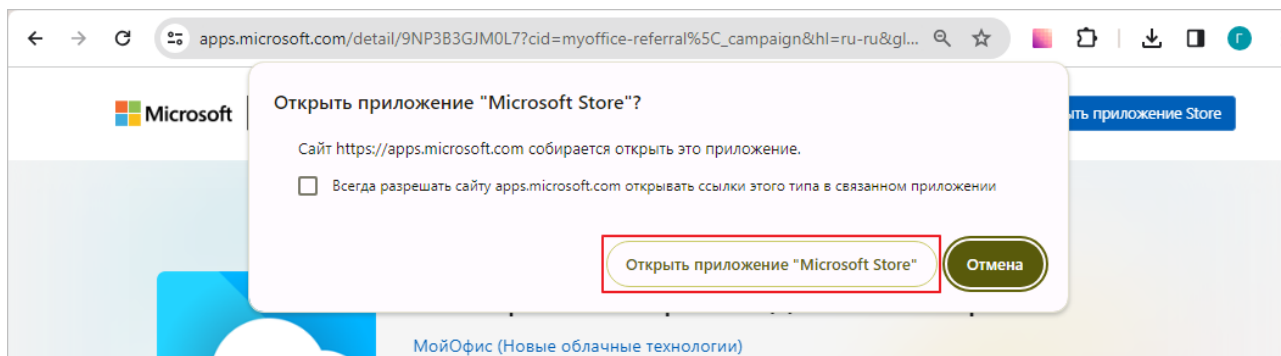 apps.microsoft.com/detail/9NP3B3GJM0L7?cid=myoffice-referral%5C_campaign&hl=ru-ru&gl...
Г
Открыть приложение "Microsoft Store"?
Microsoft
приложение Store
Сайт https://apps.microsoft.com собирается открыть это приложение.
Всегда разрешать сайту apps.microsoft.com открывать ссылки этого типа в связанном приложении
Открыть приложение "Microsoft Store"
Отмена
МойОфис (Новые облачные технологии)